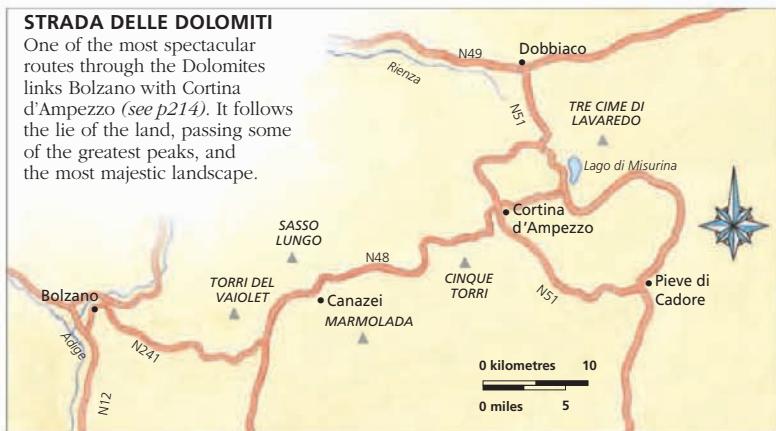 STRADA DELLE DOLOMITI
One of the most spectacular
routes through the Dolomites
links Bolzano with Cortina
d'Ampezzo (see p214). It follows
the lie of the land, passing some
of the greatest peaks, and
the most majestic landscape.
N49
Dobbiaco
Rienza
N51
TRE CIME DI
LAVAREDO
Lago di Misurina
Cortina
d'Ampezzo
SASSO
LUNGO
N48
TORRI DEL
VAIOLET
CINQUE
TORRI
Bolzano
Canazei
MARMOLADA
N51
Pieve di
Cadore
Adige
N241
N12
0 kilometres 10
0 miles 5